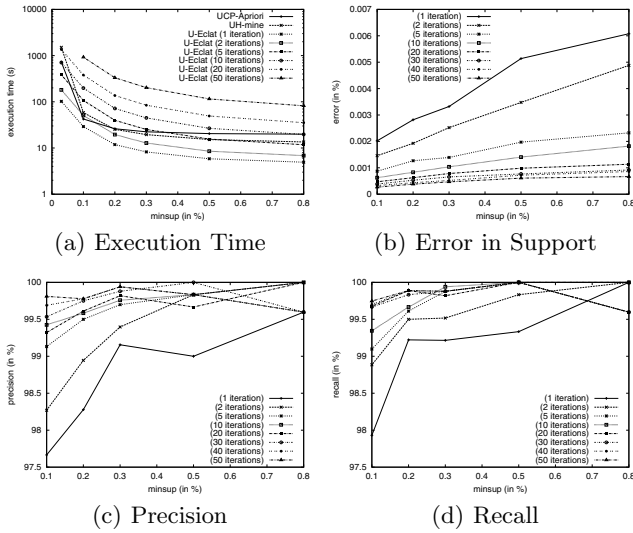 10000
1000
100
10
1
execution time (s)
0 0.1 0.2 0.3 0.4 0.5 0.6 0.7 0.8
minsup (in %)
UCP-Apriori
UH-mine
U-Eclat (1 iteration)
U-Eclat (2 iterations)
U-Eclat (5 iterations)
U-Eclat (10 iterations)
U-Eclat (20 iterations)
U-Eclat (50 iterations)
(a) Execution Time
0.007
0.006
0.005
0.004
0.003
0.002
0.001
0
error (in %)
0.1 0.2 0.3 0.4 0.5 0.6 0.7 0.8
minsup (in %)
(1 iteration)
(2 iterations)
(5 iterations)
(10 iterations)
(20 iterations)
(30 iterations)
(40 iterations)
(50 iterations)
(b) Error in Support
100
99.5
99
98.5
98
97.5
precision (in %)
0.1 0.2 0.3 0.4 0.5 0.6 0.7 0.8
minsup (in %)
(1 iteration)
(2 iterations)
(5 iterations)
(10 iterations)
(20 iterations)
(30 iterations)
(40 iterations)
(50 iterations)
(c) Precision
100
99.5
99
98.5
98
97.5
recall (in %)
0.1 0.2 0.3 0.4 0.5 0.6 0.7 0.8
minsup (in %)
(1 iteration)
(2 iterations)
(5 iterations)
(10 iterations)
(20 iterations)
(30 iterations)
(40 iterations)
(50 iterations)
(d) Recall